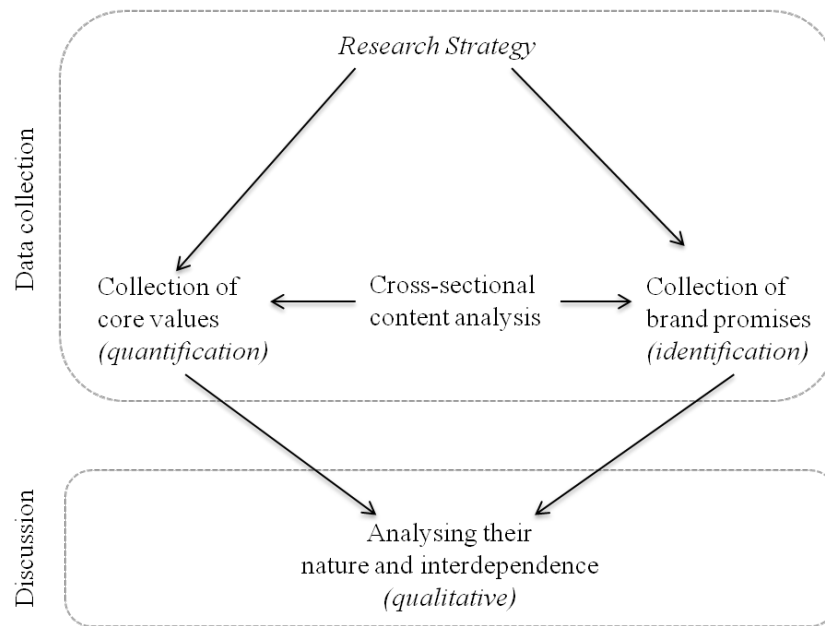 Research Strategy
Data collection
Collection of
core values
(quantification)
Cross-sectional
content analysis
Collection of
brand promises
(identification)
Discussion
Analysing their
nature and interdependence
(qualitative)